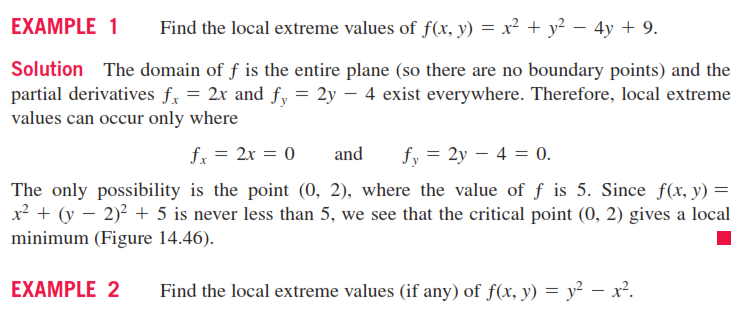 EXAMPLE 1 Find the local extreme values of f(x, y) = x² + y² − 4y + 9.
Solution The domain of f is the entire plane (so there are no boundary points) and the
partial derivatives fₓ = 2x and f_y = 2y − 4 exist everywhere. Therefore, local extreme
values can occur only where
fₓ = 2x = 0 and f_y = 2y − 4 = 0.
The only possibility is the point (0, 2), where the value of f is 5. Since f(x, y) =
x² + (y − 2)² + 5 is never less than 5, we see that the critical point (0, 2) gives a local
minimum (Figure 14.46).
EXAMPLE 2 Find the local extreme values (if any) of f(x, y) = y² − x².